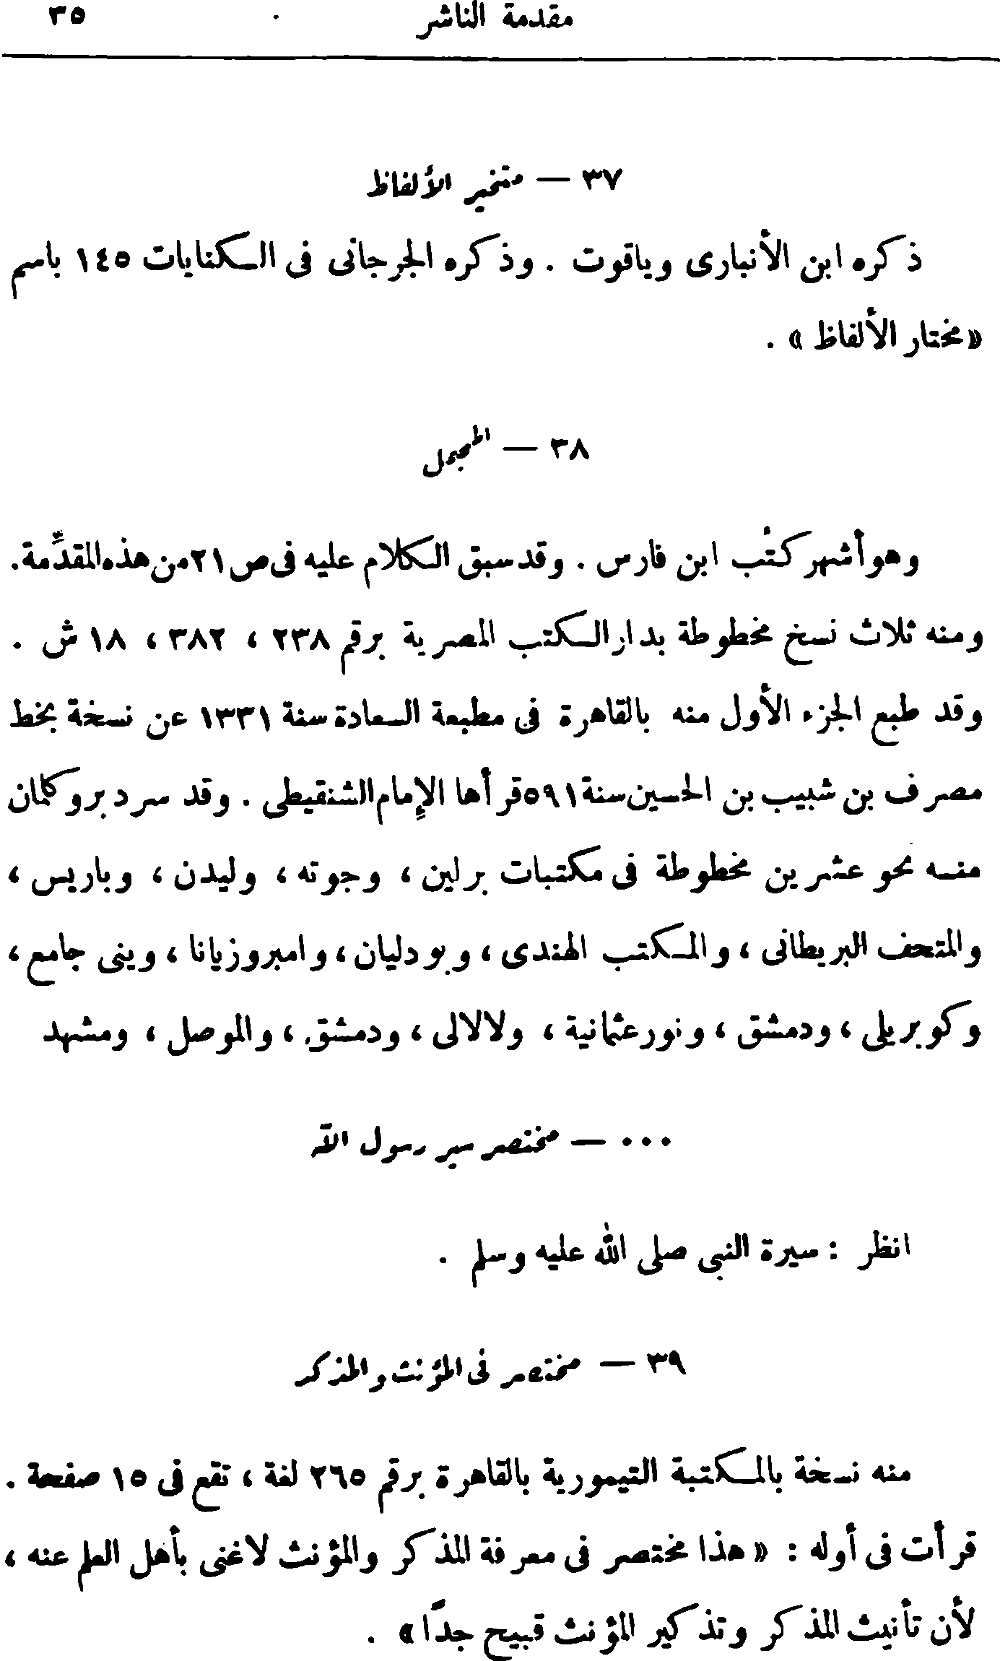 مقدمة الناشر ٣٥
٣٧ — متخير الألفاظ
ذكره ابن الأنبارى وياقوت . وذكره الجرجانى فى الكنايات ١٤٥ باسم
« مختار الألفاظ » .
٣٨ — المجمل
وهو أشهر كتُب ابن فارس . وقد سبق الكلام عليه فى ص ٢١ من هذه المقدِّمة .
ومنه ثلاث نسخ مخطوطة بدار الكتب المصرية برقم ٢٣٨ ، ٣٨٢ ، ١٨ ش .
وقد طبع الجزء الأول منه بالقاهرة فى مطبعة السعادة سنة ١٣٣١ عن نسخة بخط
مصرف بن شبيب بن الحسين سنة ٥٩١ قرأها الإمام الشنقيطى . وقد سرد بروكلمان
منه نحو عشرين مخطوطة فى مكتبات برلين ، وجوته ، وليدن ، وباريس ،
والمتحف البريطانى ، والمكتب الهندى ، وبودليان ، وامبروزيانا ، وينى جامع ،
وكوبريلى ، ودمشق ، ونور عثمانية ، ولالالى ، ودمشق ، والموصل ، ومشهد
... — مختصر سير رسول الله
انظر : سيرة النبى صلى الله عليه وسلم .
٣٩ — مختصر فى المؤنث والمذكر
منه نسخة بالمكتبة التيمورية بالقاهرة برقم ٢٦٥ لغة ، تقع فى ١٥ صفحة .
قرأت فى أوله : « هذا مختصر فى معرفة المذكر والمؤنث لاغنى بأهل العلم عنه ،
لأن تأنيث المذكر وتذكير المؤنث قبيح جدًّا » .